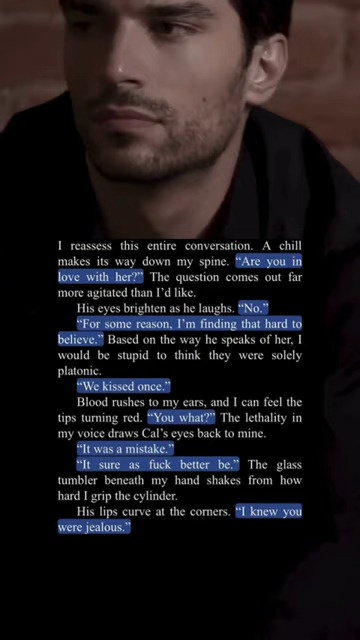 I reassess this entire conversation. A chill
makes its way down my spine. “Are you in
love with her?” The question comes out far
more agitated than I’d like.
His eyes brighten as he laughs. “No.”
“For some reason, I’m finding that hard to
believe.” Based on the way he speaks of her, I
would be stupid to think they were solely
platonic.
“We kissed once.”
Blood rushes to my ears, and I can feel the
tips turning red. “You what?” The lethality in
my voice draws Cal’s eyes back to mine.
“It was a mistake.”
“It sure as fuck better be.” The glass
tumbler beneath my hand shakes from how
hard I grip the cylinder.
His lips curve at the corners. “I knew you
were jealous.”